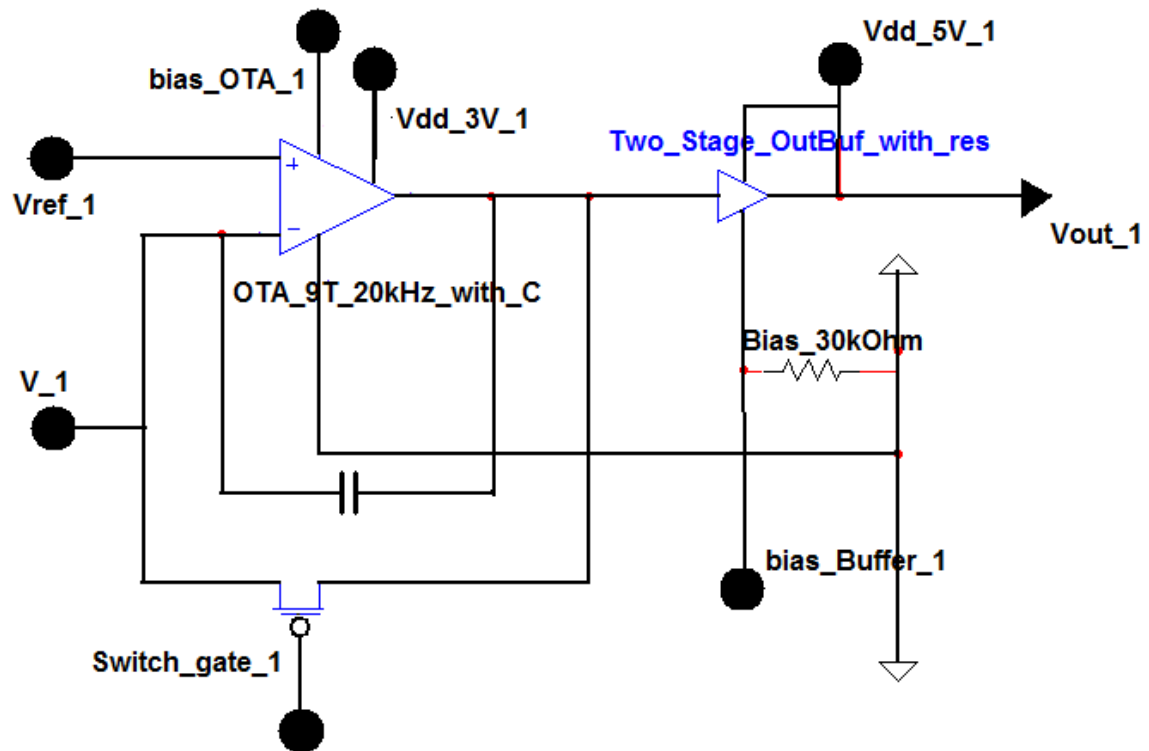 Vdd_5V_1
bias_OTA_1
Vdd_3V_1
Two_Stage_OutBuf_with_res
+
Vref_1
−
Vout_1
OTA_9T_20kHz_with_C
Bias_30kOhm
V_1
bias_Buffer_1
Switch_gate_1